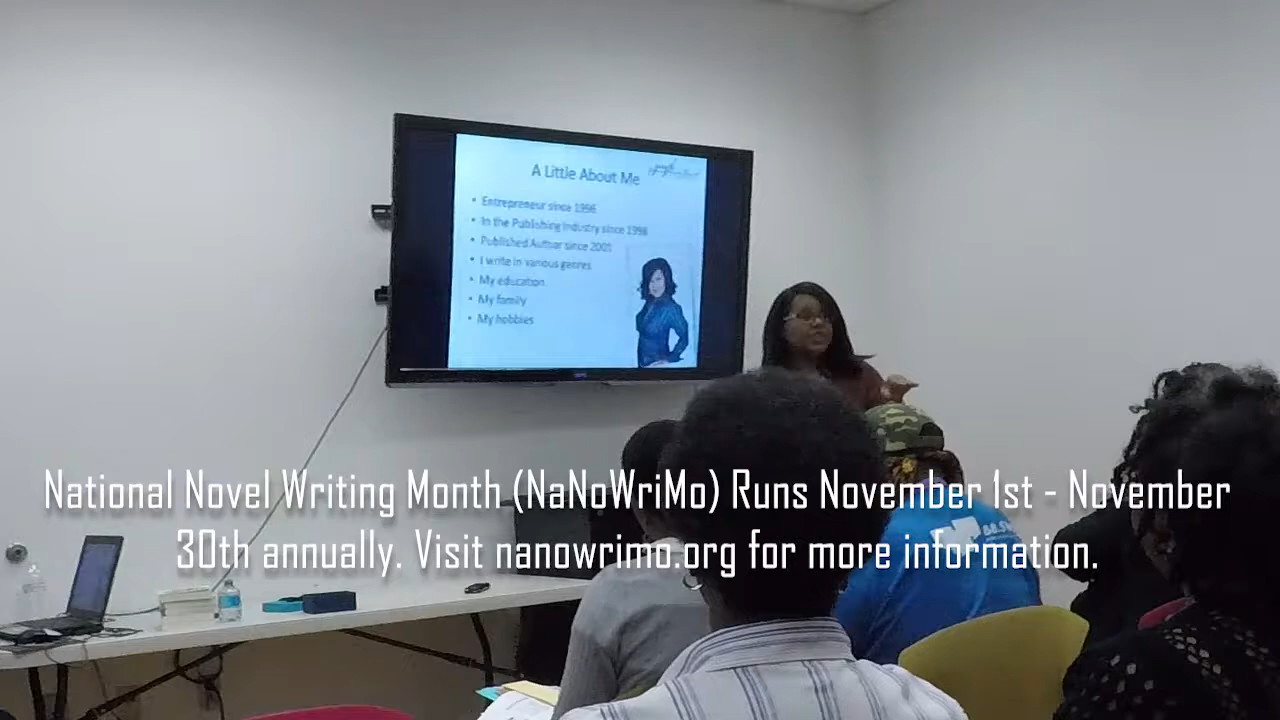 A Little About Me
• Entrepreneur since 1996
• In the Publishing Industry since 1998
• Published Author since 2001
• I write in various genres
• My education
• My family
• My hobbies
National Novel Writing Month (NaNoWriMo) Runs November 1st - November
30th annually. Visit nanowrimo.org for more information.